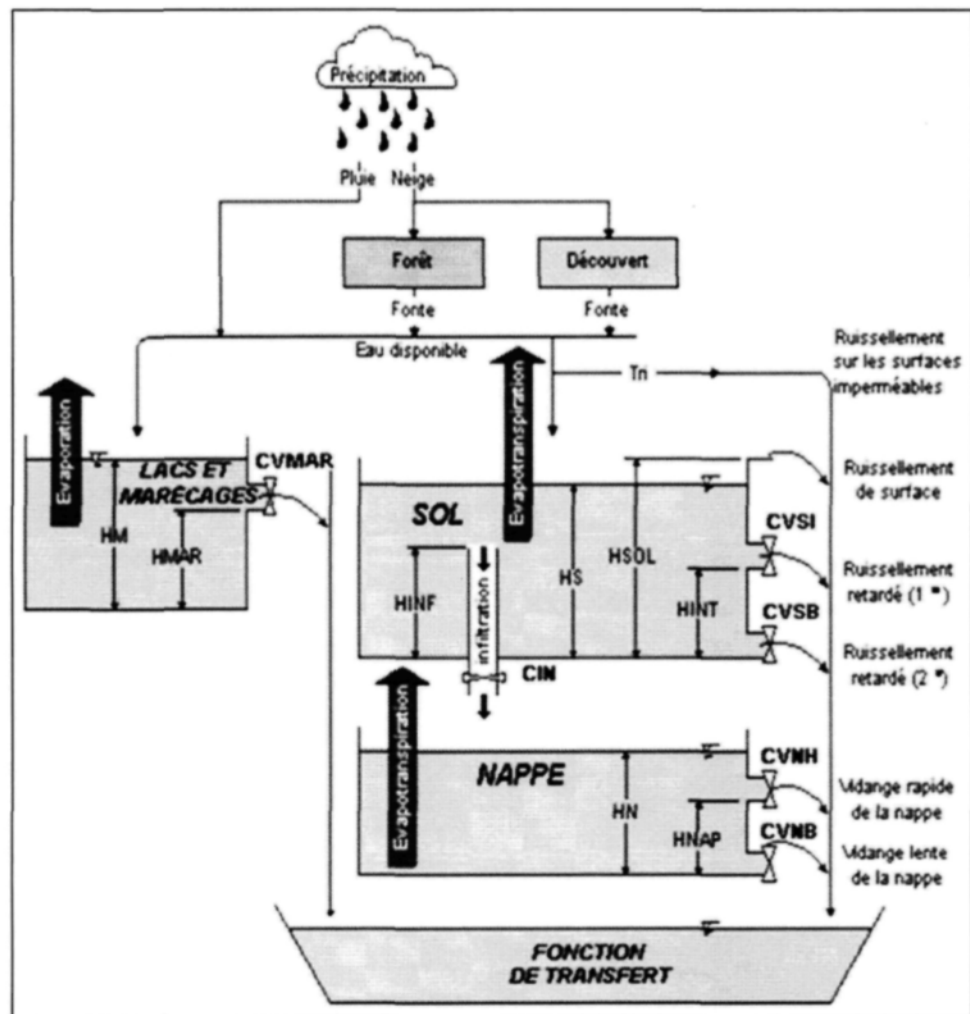 Précipitation
Pluie Neige
Forêt
Découvert
Fonte
Fonte
Eau disponible
Tri
Ruissellement
sur les surfaces
imperméables
Evaporation
LACS ET
MARÉCAGES
CVMAR
HM
HMAR
Evapotranspiration
SOL
HINF
infiltration
HS
HSOL
HINT
CVSI
CVSB
CIN
Ruissellement
de surface
Ruissellement
retardé (1 *)
Ruissellement
retardé (2 *)
Evapotranspiration
NAPPE
HN
HNAP
CVNH
CVNB
Vidange rapide
de la nappe
Vidange lente
de la nappe
FONCTION
DE TRANSFERT